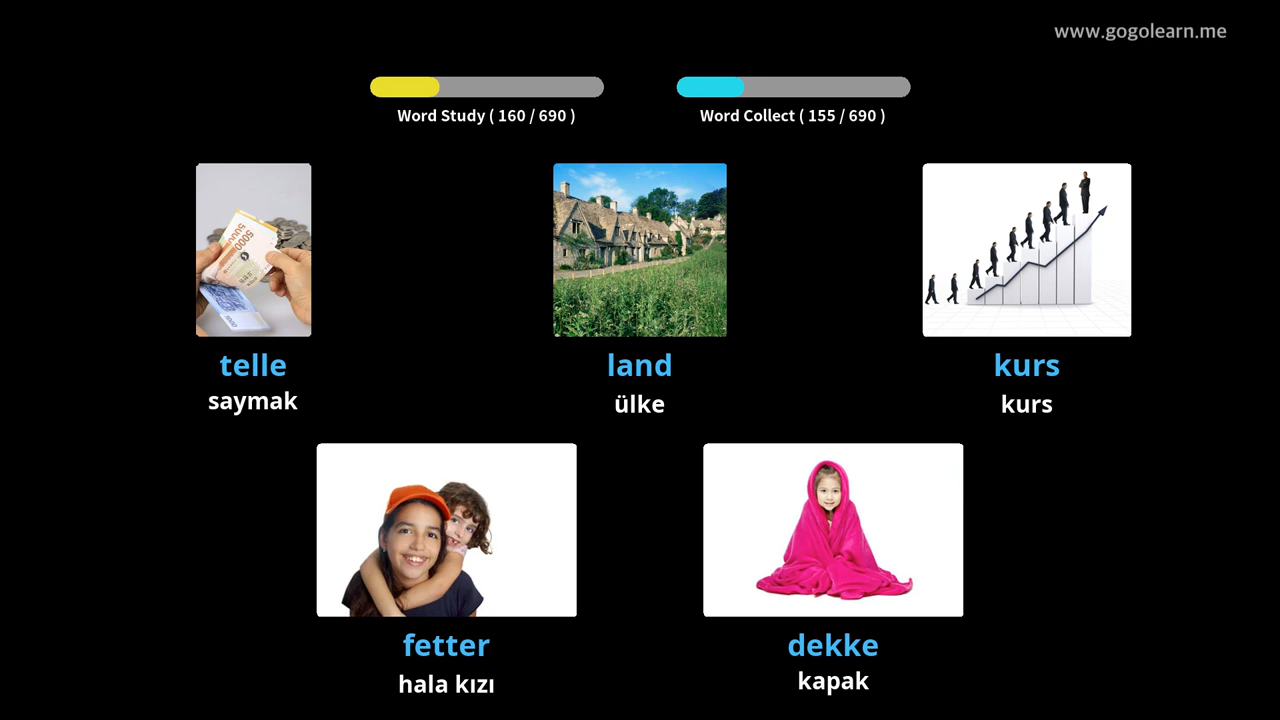 www.gogolearn.me
Word Study ( 160 / 690 )
Word Collect ( 155 / 690 )
5000
telle
saymak
land
ülke
kurs
kurs
fetter
hala kızı
dekke
kapak